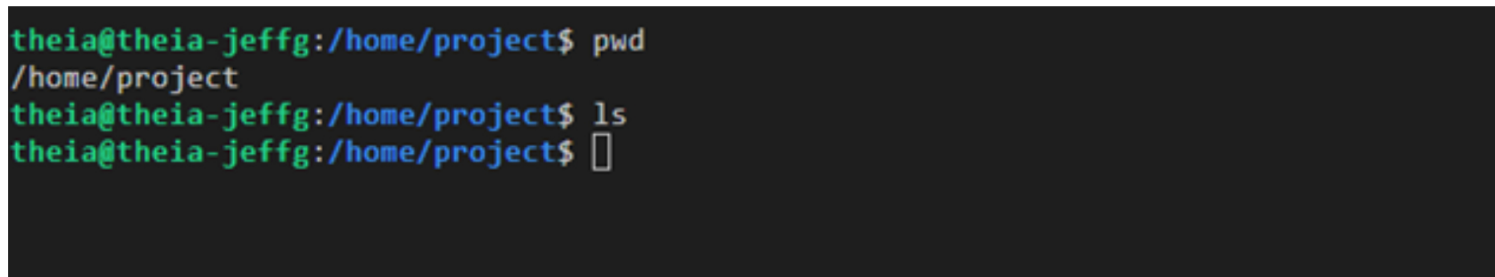 theia@theia-jeffg:/home/project$ pwd
/home/project
theia@theia-jeffg:/home/project$ ls
theia@theia-jeffg:/home/project$